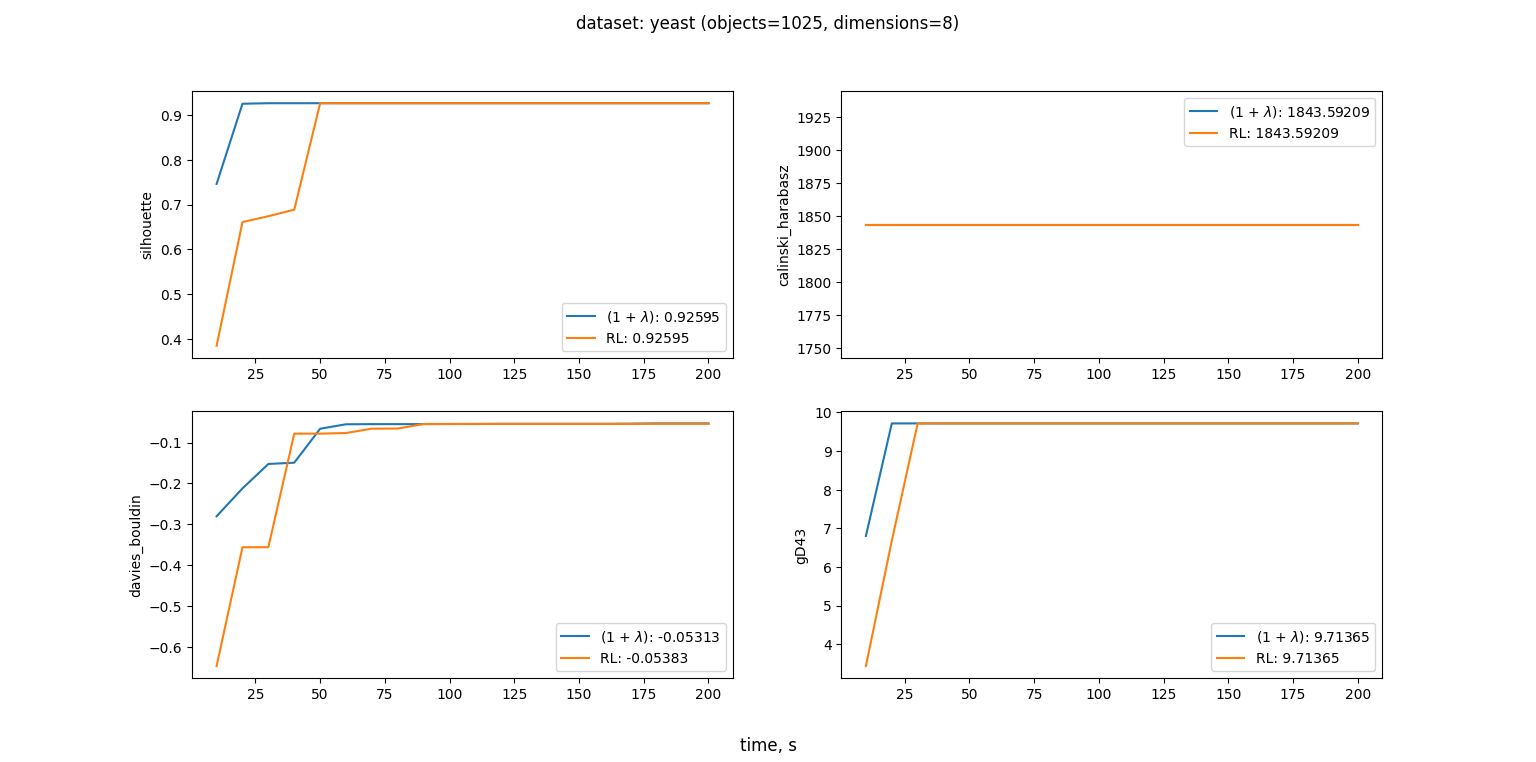 dataset: yeast (objects=1025, dimensions=8)
silhouette
0.9
0.8
0.7
0.6
0.5
0.4
25 50 75 100 125 150 175 200
(1 + λ): 0.92595
RL: 0.92595
calinski_harabasz
1925
1900
1875
1850
1825
1800
1775
1750
25 50 75 100 125 150 175 200
(1 + λ): 1843.59209
RL: 1843.59209
davies_bouldin
−0.1
−0.2
−0.3
−0.4
−0.5
−0.6
25 50 75 100 125 150 175 200
(1 + λ): -0.05313
RL: -0.05383
gD43
10
9
8
7
6
5
4
25 50 75 100 125 150 175 200
(1 + λ): 9.71365
RL: 9.71365
time, s